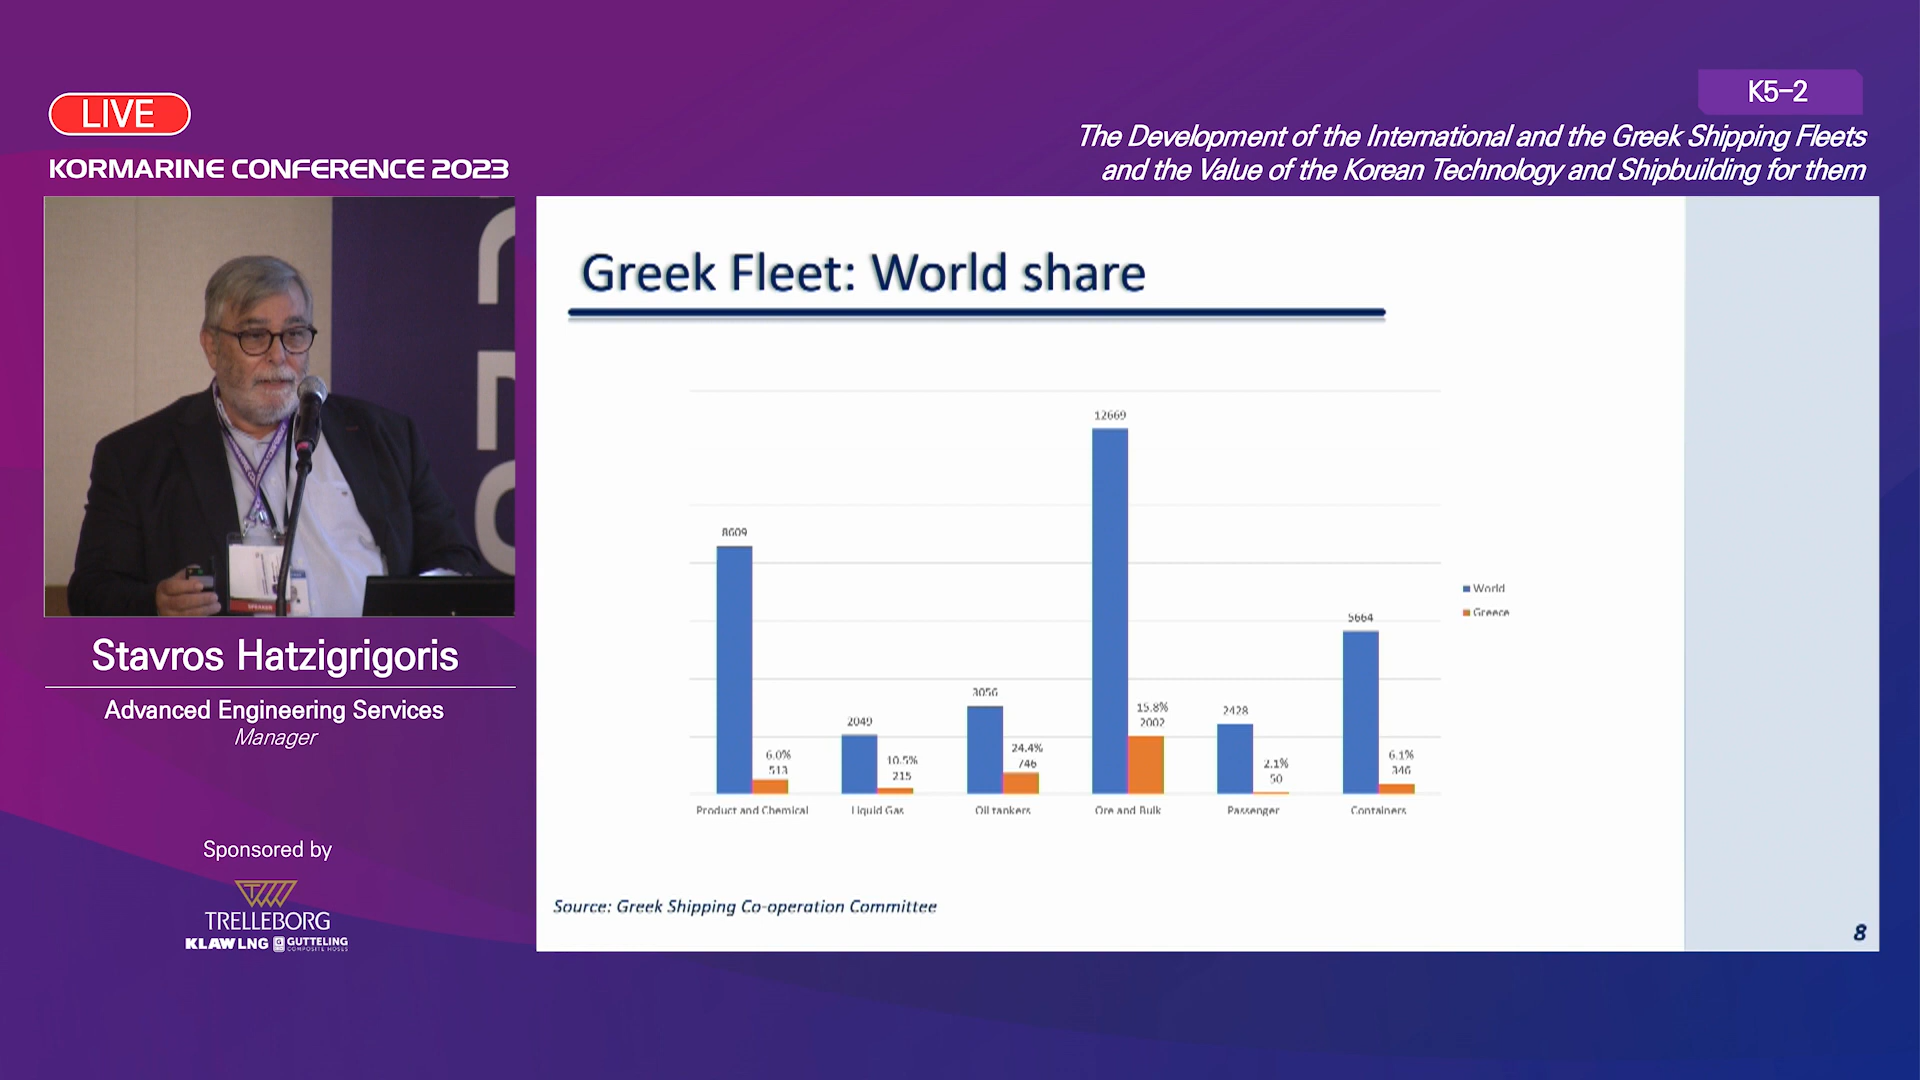 LIVE
KORMARINE CONFERENCE 2023
K5-2
The Development of the International and the Greek Shipping Fleets
and the Value of the Korean Technology and Shipbuilding for them
SPEAKER
Stavros Hatzigrigoris
Advanced Engineering Services
Manager
Sponsored by
TRELLEBORG
KLAW LNG GUTTELING
COMPOSITE HOSES
Greek Fleet: World share
12669
8609
5664
3056
2049
2428
15.8%
2002
24.4%
746
6.0%
513
10.5%
215
2.1%
50
6.1%
346
Product and Chemical
Liquid Gas
Oil tankers
Ore and Bulk
Passenger
Containers
World
Greece
Source: Greek Shipping Co-operation Committee
8